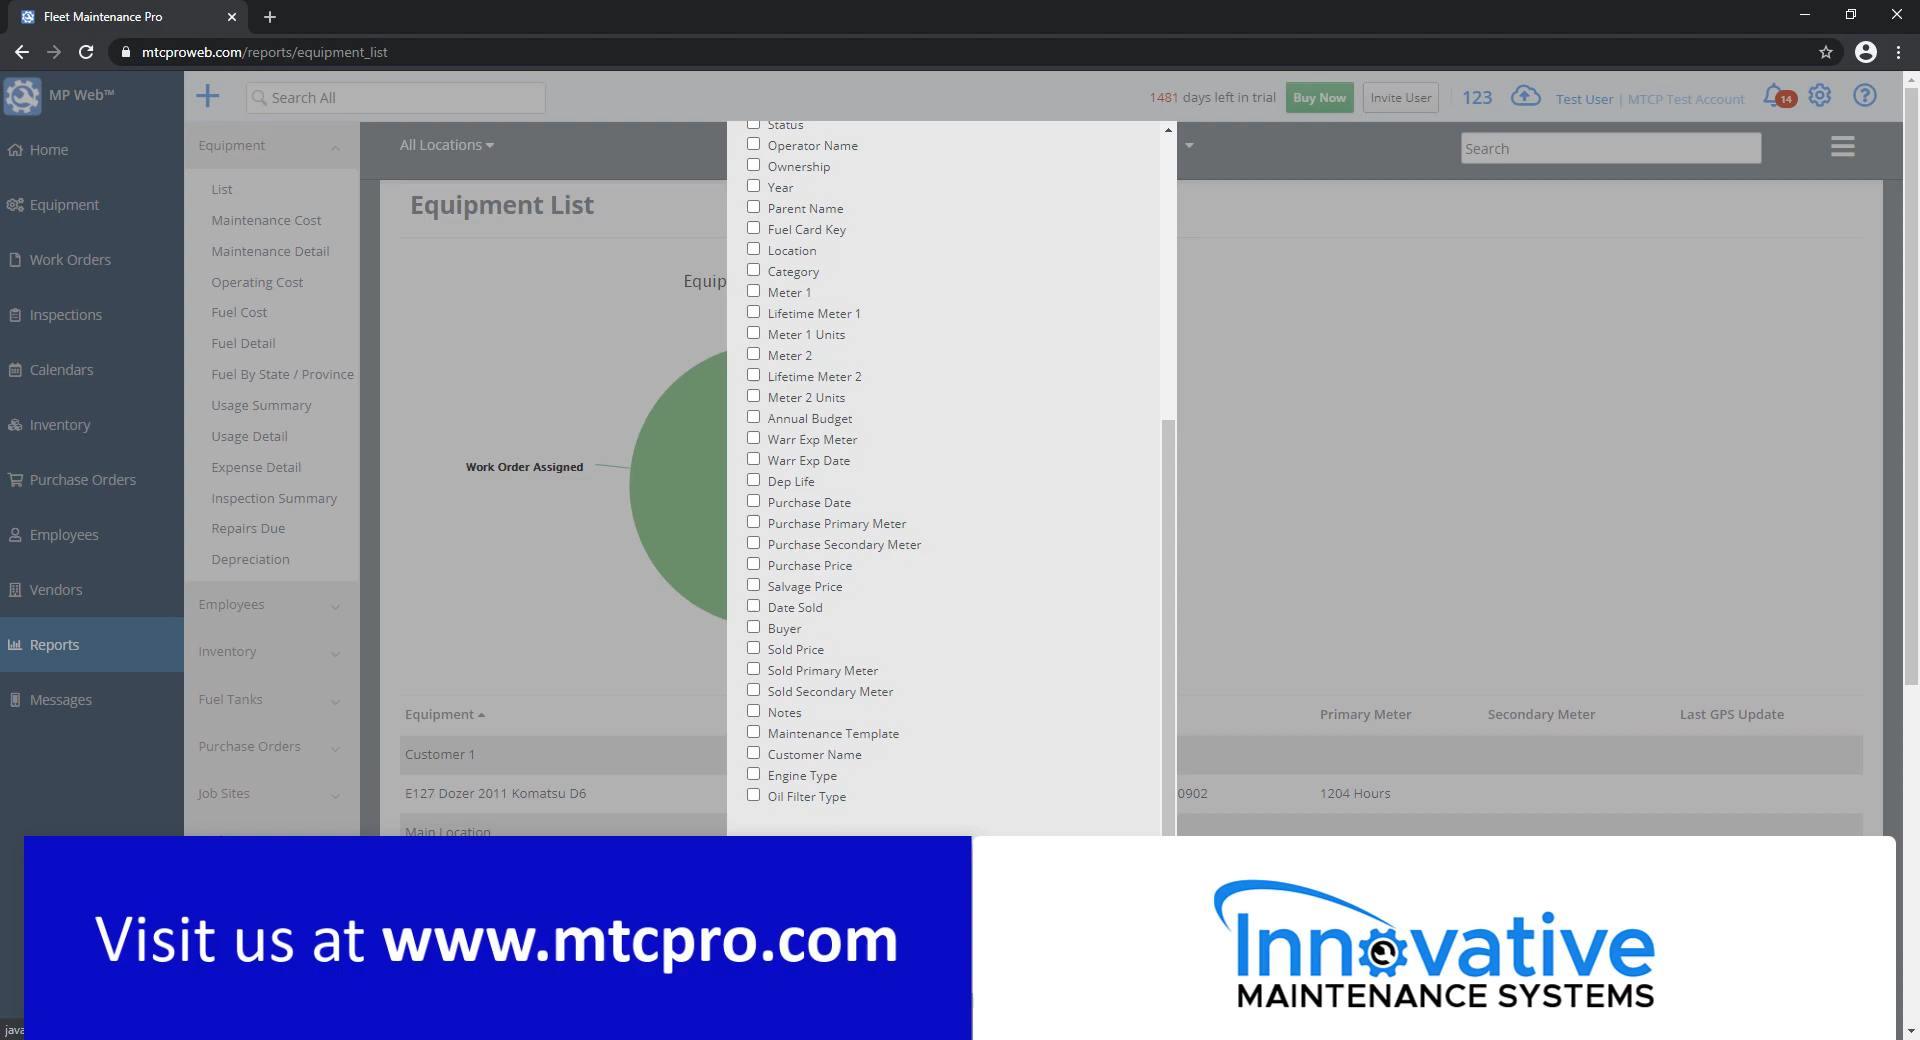 Fleet Maintenance Pro
mtcproweb.com/reports/equipment_list
MP Web™
Search All
1481 days left in trial
Buy Now
Invite User
123
Test User | MTCP Test Account
14
Home
Equipment
Work Orders
Inspections
Calendars
Inventory
Purchase Orders
Employees
Vendors
Reports
Messages
Equipment
List
Maintenance Cost
Maintenance Detail
Operating Cost
Fuel Cost
Fuel Detail
Fuel By State / Province
Usage Summary
Usage Detail
Expense Detail
Inspection Summary
Repairs Due
Depreciation
Employees
Inventory
Fuel Tanks
Purchase Orders
Job Sites
All Locations
Search
Equipment List
Equip
Work Order Assigned
Status
Operator Name
Ownership
Year
Parent Name
Fuel Card Key
Location
Category
Meter 1
Lifetime Meter 1
Meter 1 Units
Meter 2
Lifetime Meter 2
Meter 2 Units
Annual Budget
Warr Exp Meter
Warr Exp Date
Dep Life
Purchase Date
Purchase Primary Meter
Purchase Secondary Meter
Purchase Price
Salvage Price
Date Sold
Buyer
Sold Price
Sold Primary Meter
Sold Secondary Meter
Notes
Maintenance Template
Customer Name
Engine Type
Oil Filter Type
Equipment
Primary Meter
Secondary Meter
Last GPS Update
Customer 1
E127 Dozer 2011 Komatsu D6
0902
1204 Hours
Main Location
java
Visit us at www.mtcpro.com
Innovative
MAINTENANCE SYSTEMS